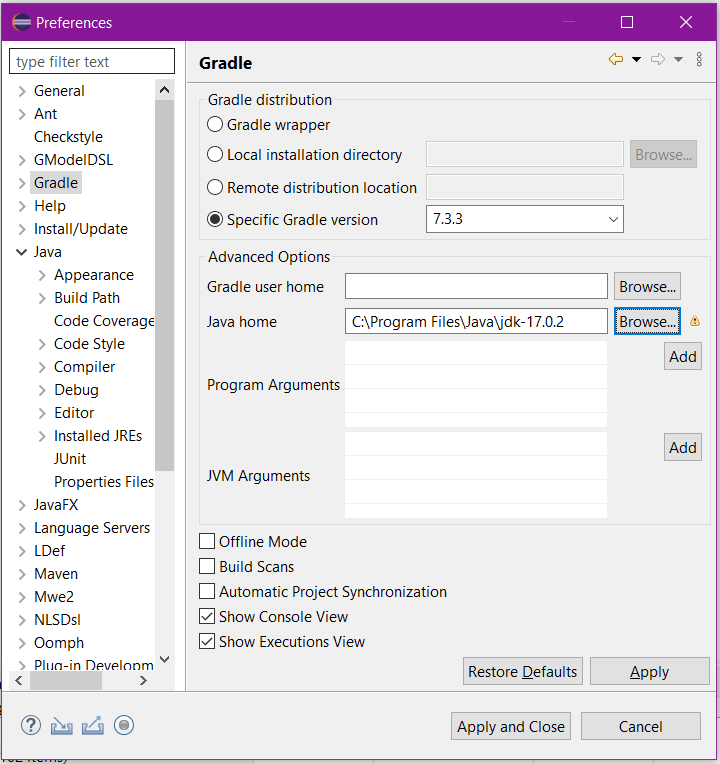 Preferences
type filter text
General
Ant
Checkstyle
GModelDSL
Gradle
Help
Install/Update
Java
Appearance
Build Path
Code Coverage
Code Style
Compiler
Debug
Editor
Installed JREs
JUnit
Properties Files
JavaFX
Language Servers
LDef
Maven
Mwe2
NLSDsl
Oomph
Plug-in Developm
Gradle
Gradle distribution
Gradle wrapper
Local installation directory
Browse...
Remote distribution location
Specific Gradle version 7.3.3
Advanced Options
Gradle user home Browse...
Java home C:\Program Files\Java\jdk-17.0.2 Browse...
Add
Program Arguments
Add
JVM Arguments
Offline Mode
Build Scans
Automatic Project Synchronization
Show Console View
Show Executions View
Restore Defaults Apply
Apply and Close Cancel